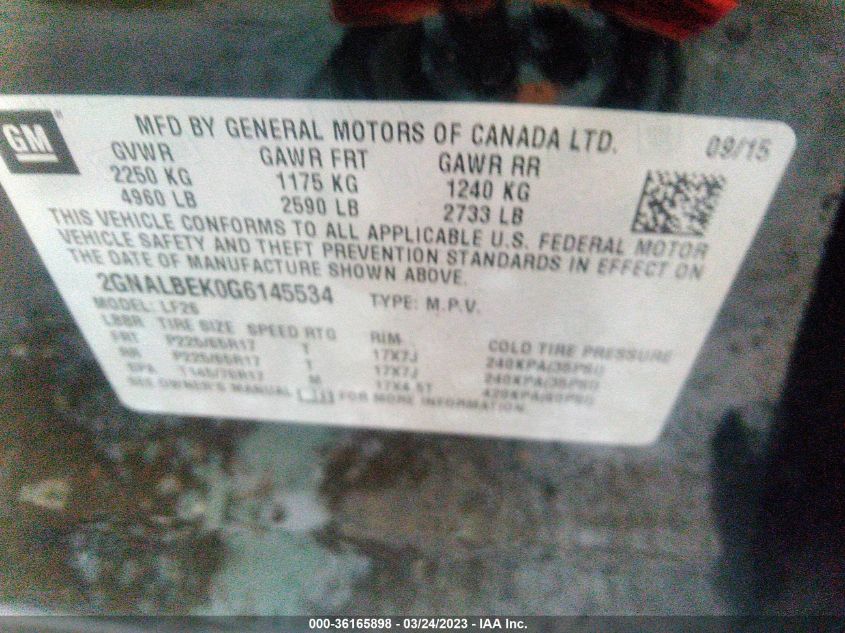 GM
MFD BY GENERAL MOTORS OF CANADA LTD. 09/15
GVWR GAWR FRT GAWR RR
2250 KG 1175 KG 1240 KG
4960 LB 2590 LB 2733 LB
THIS VEHICLE CONFORMS TO ALL APPLICABLE U.S. FEDERAL MOTOR
VEHICLE SAFETY AND THEFT PREVENTION STANDARDS IN EFFECT ON
THE DATE OF MANUFACTURE SHOWN ABOVE.
2GNALBEK0G6145534 TYPE: M.P.V.
MODEL: LF26
LBBR TIRE SIZE SPEED RTG RIM COLD TIRE PRESSURE
FRT P225/65R17 T 17X7J 240KPA(35PSI)
RR P225/65R17 T 17X7J 240KPA(35PSI)
SPA T145/70R17 M 17X4.5T 420KPA(60PSI)
SEE OWNER'S MANUAL FOR MORE INFORMATION.
000-36165898 - 03/24/2023 - IAA Inc.